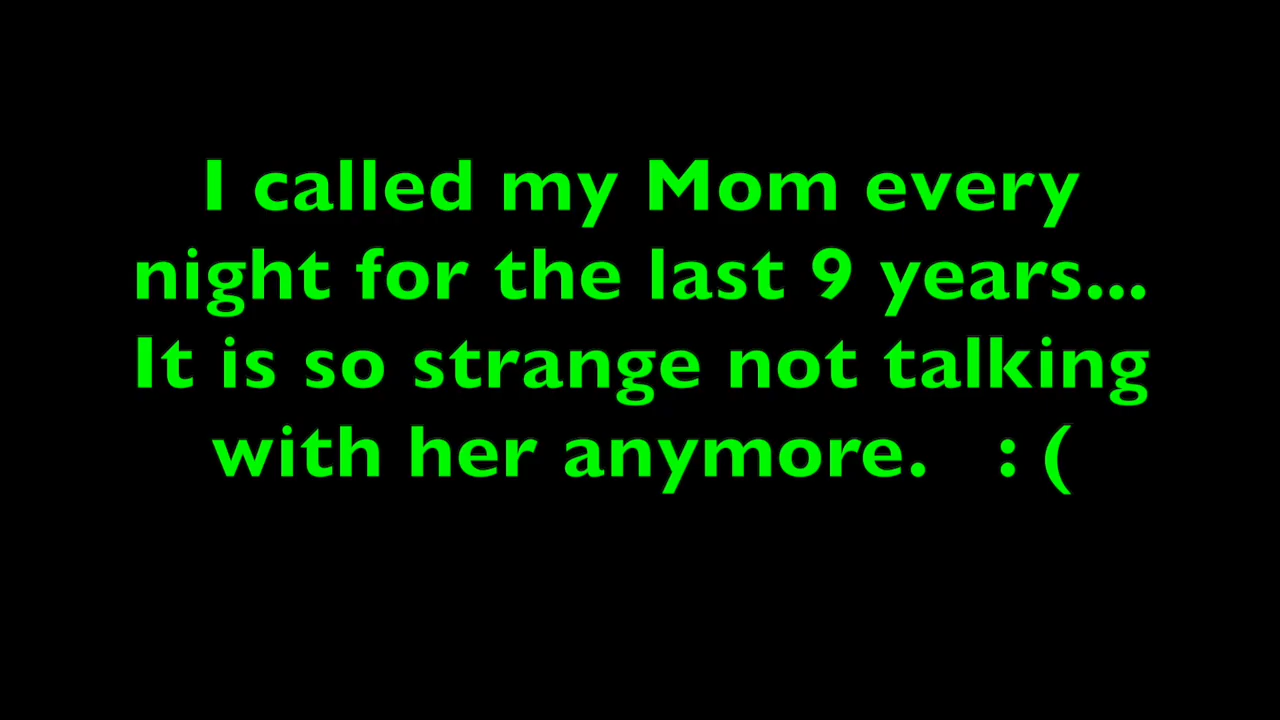 I called my Mom every
night for the last 9 years...
It is so strange not talking
with her anymore.   : (